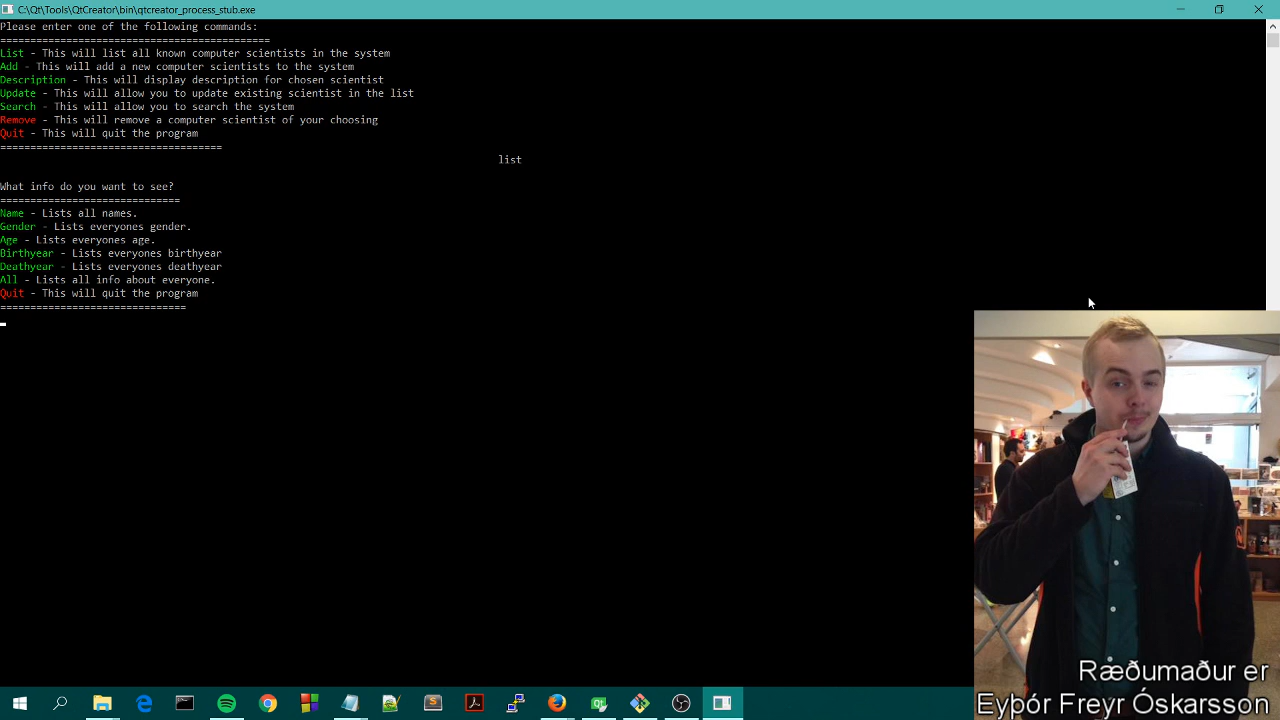 C:\Qt\Tools\QtCreator\bin\qtcreator_process_stub.exe
Please enter one of the following commands:
=============================================
List - This will list all known computer scientists in the system
Add - This will add a new computer scientists to the system
Description - This will display description for chosen scientist
Update - This will allow you to update existing scientist in the list
Search - This will allow you to search the system
Remove - This will remove a computer scientist of your choosing
Quit - This will quit the program
=====================================
list
What info do you want to see?
==============================
Name - Lists all names.
Gender - Lists everyones gender.
Age - Lists everyones age.
Birthyear - Lists everyones birthyear
Deathyear - Lists everyones deathyear
All - Lists all info about everyone.
Quit - This will quit the program
===============================
Ræðumaður er
Eyþór Freyr Óskarsson